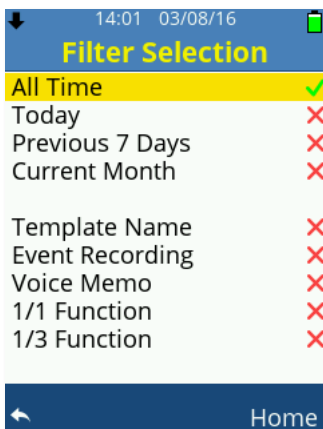 14:01 03/08/16
Filter Selection
All Time
Today
Previous 7 Days
Current Month
Template Name
Event Recording
Voice Memo
1/1 Function
1/3 Function
Home